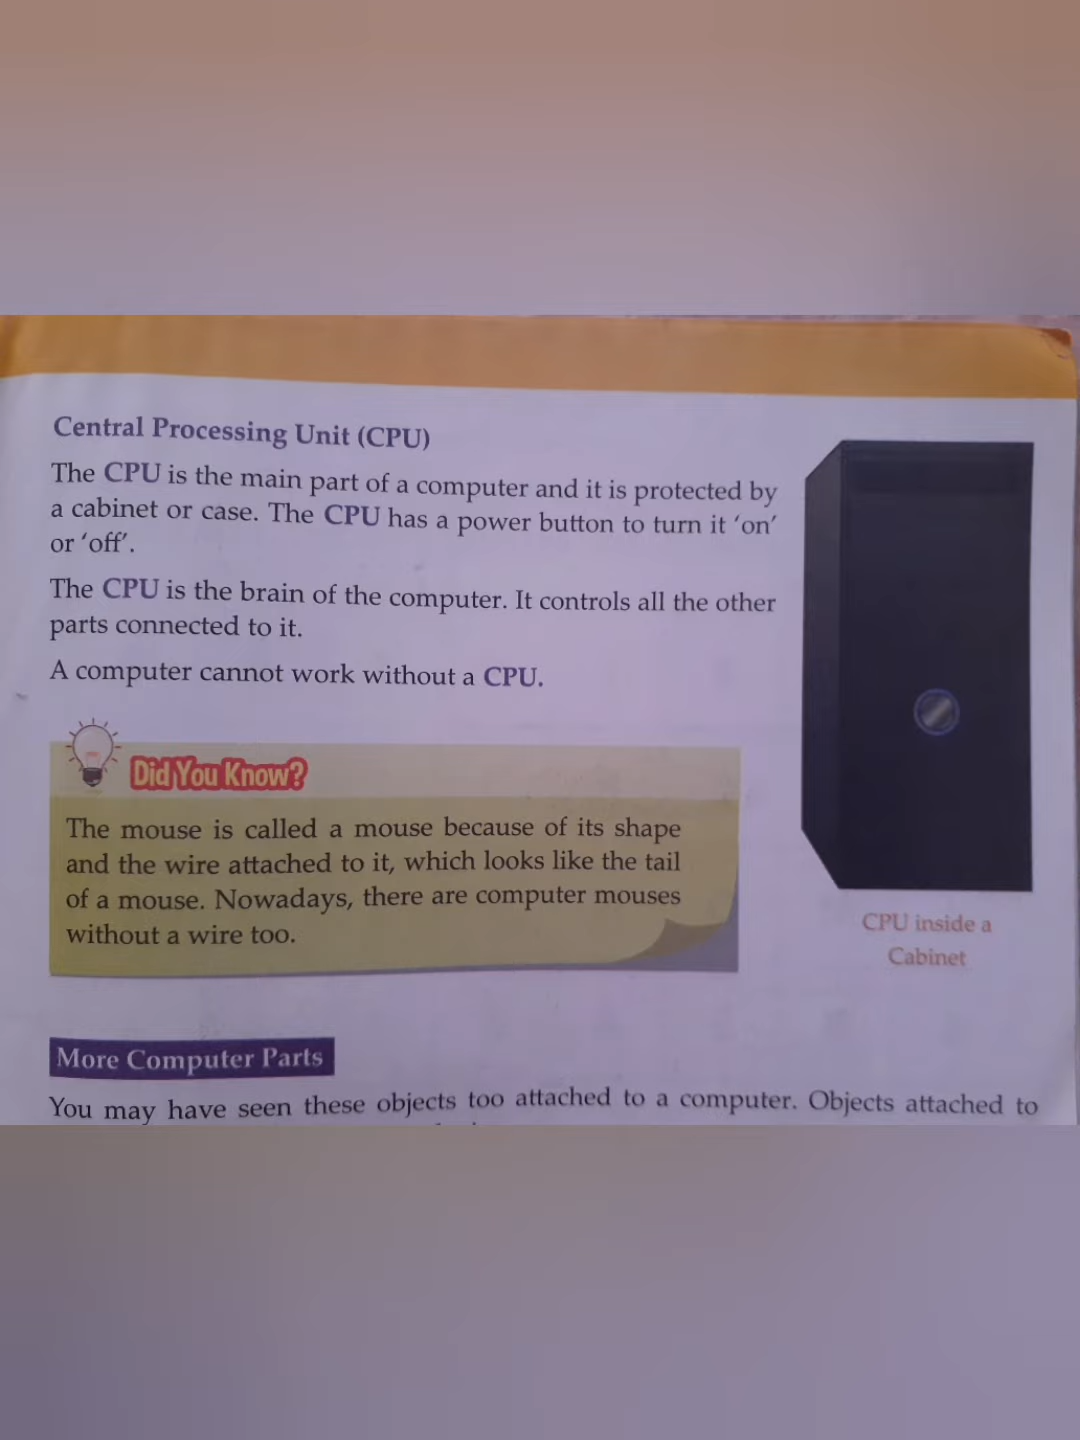 Central Processing Unit (CPU)
The CPU is the main part of a computer and it is protected by
a cabinet or case. The CPU has a power button to turn it ‘on’
or ‘off’.
The CPU is the brain of the computer. It controls all the other
parts connected to it.
A computer cannot work without a CPU.
CPU inside a
Cabinet
Did You Know?
The mouse is called a mouse because of its shape
and the wire attached to it, which looks like the tail
of a mouse. Nowadays, there are computer mouses
without a wire too.
More Computer Parts
You may have seen these objects too attached to a computer. Objects attached to